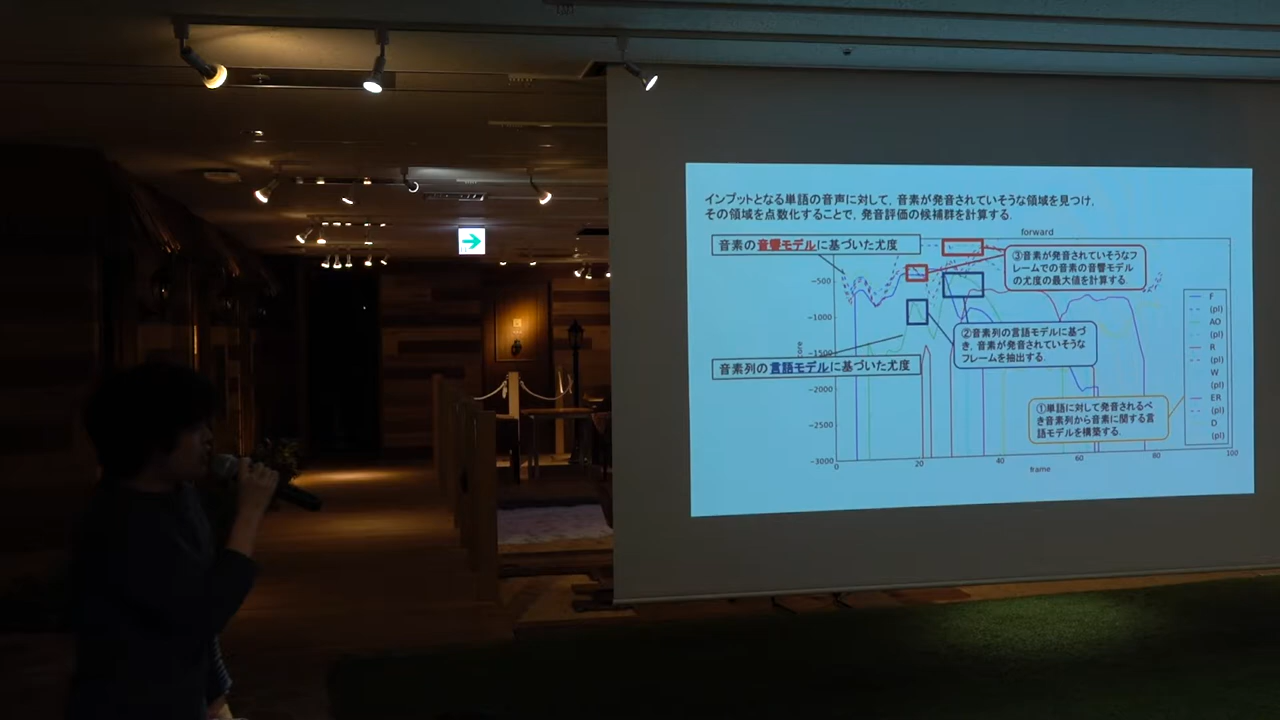 インプットとなる単語の音声に対して, 音素が発音されていそうな領域を見つけ,
その領域を点数化することで, 発音評価の候補群を計算する.
forward
音素の音響モデルに基づいた尤度
③音素が発音されていそうなフ
レームでの音素の音響モデル
の尤度の最大値を計算する.
②音素列の言語モデルに基づ
き, 音素が発音されていそうな
フレームを抽出する.
音素列の言語モデルに基づいた尤度
①単語に対して発音されるべ
き音素列から音素に関する言
語モデルを構築する.
−500
−1000
−1500
−2000
−2500
−3000
0
20
40
60
80
100
frame
F
(pl)
AO
(pl)
R
(pl)
W
(pl)
ER
(pl)
D
(pl)